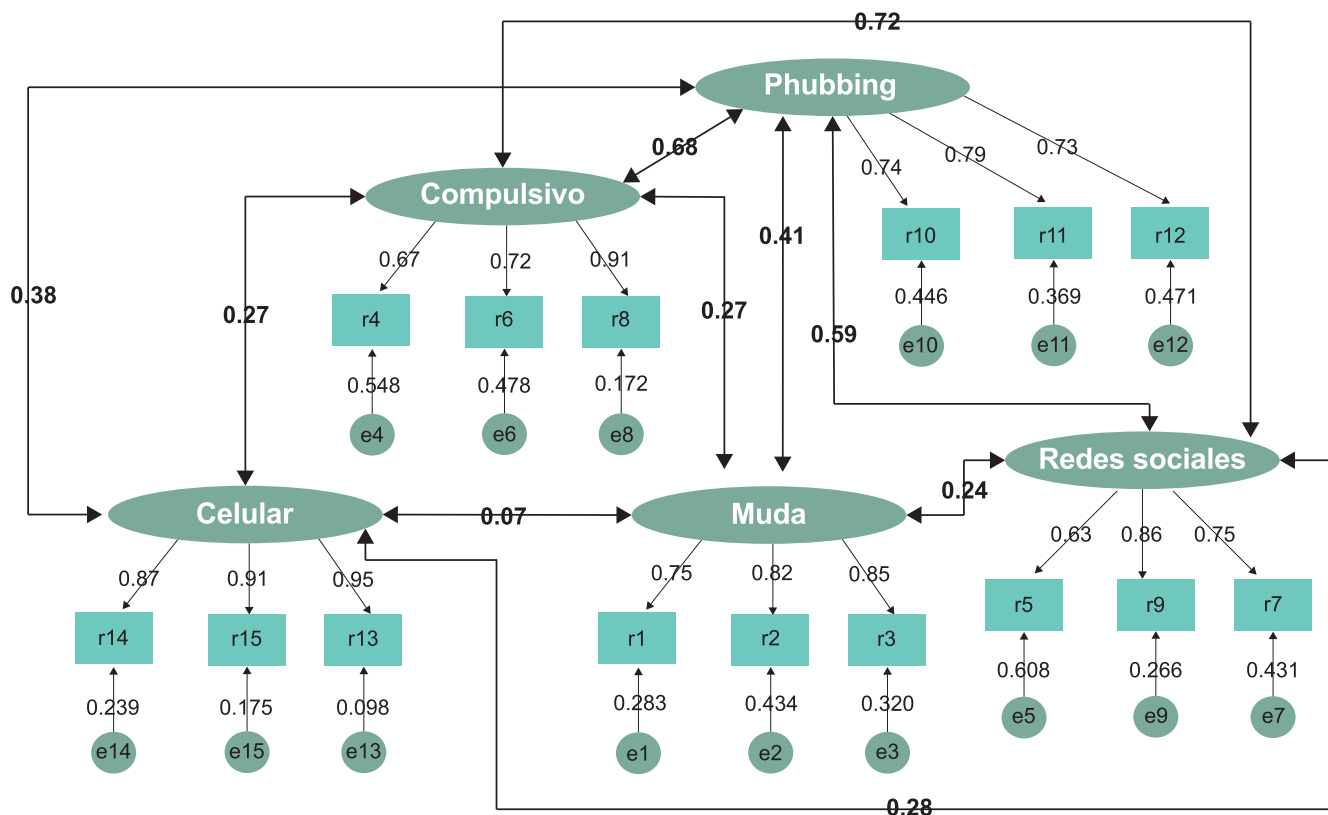 0.72
Phubbing
0.68
0.74
0.79
0.73
Compulsivo
r10
r11
r12
0.41
0.67
0.72
0.91
0.38
0.27
r4
r6
r8
0.27
0.446
0.369
0.471
0.59
e10
e11
e12
0.548
0.478
0.172
e4
e6
e8
Redes sociales
0.24
Celular
0.07
Muda
0.63
0.86
0.75
0.87
0.91
0.95
0.75
0.82
0.85
r5
r9
r7
r14
r15
r13
r1
r2
r3
0.608
0.266
0.431
0.239
0.175
0.098
0.283
0.434
0.320
e5
e9
e7
e14
e15
e13
e1
e2
e3
0.28